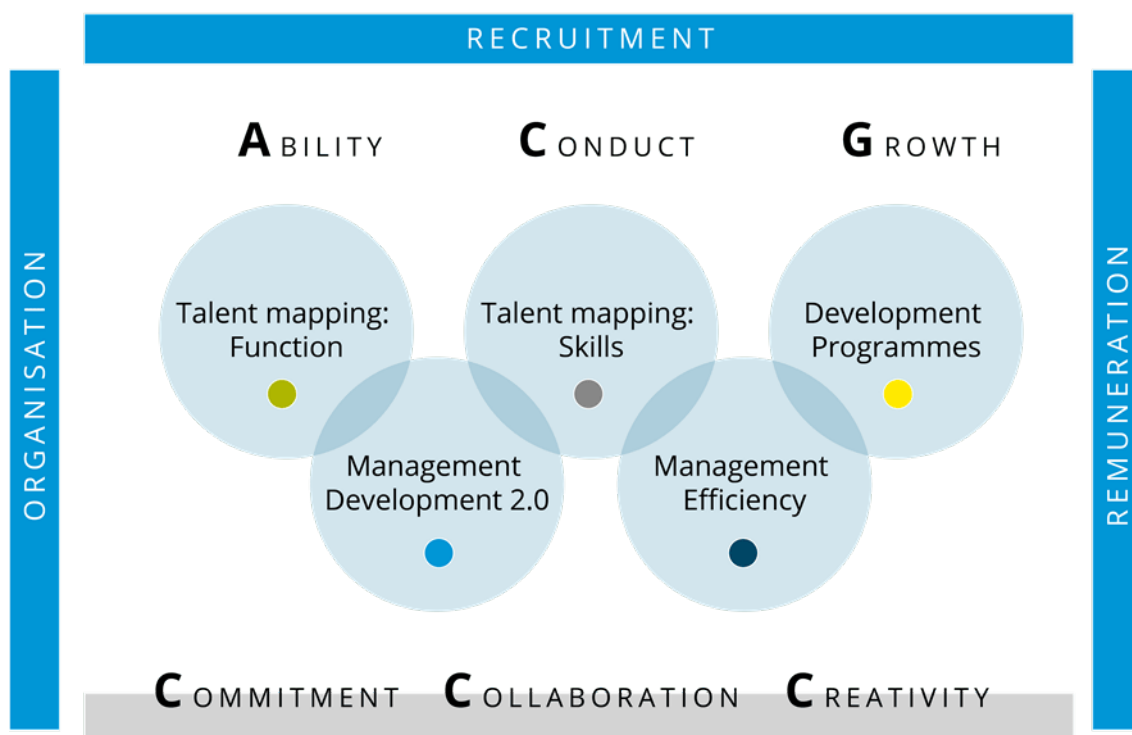 RECRUITMENT
ORGANISATION
REMUNERATION
ABILITY CONDUCT GROWTH
Talent mapping:
Function
Talent mapping:
Skills
Development
Programmes
Management
Development 2.0
Management
Efficiency
COMMITMENT COLLABORATION CREATIVITY